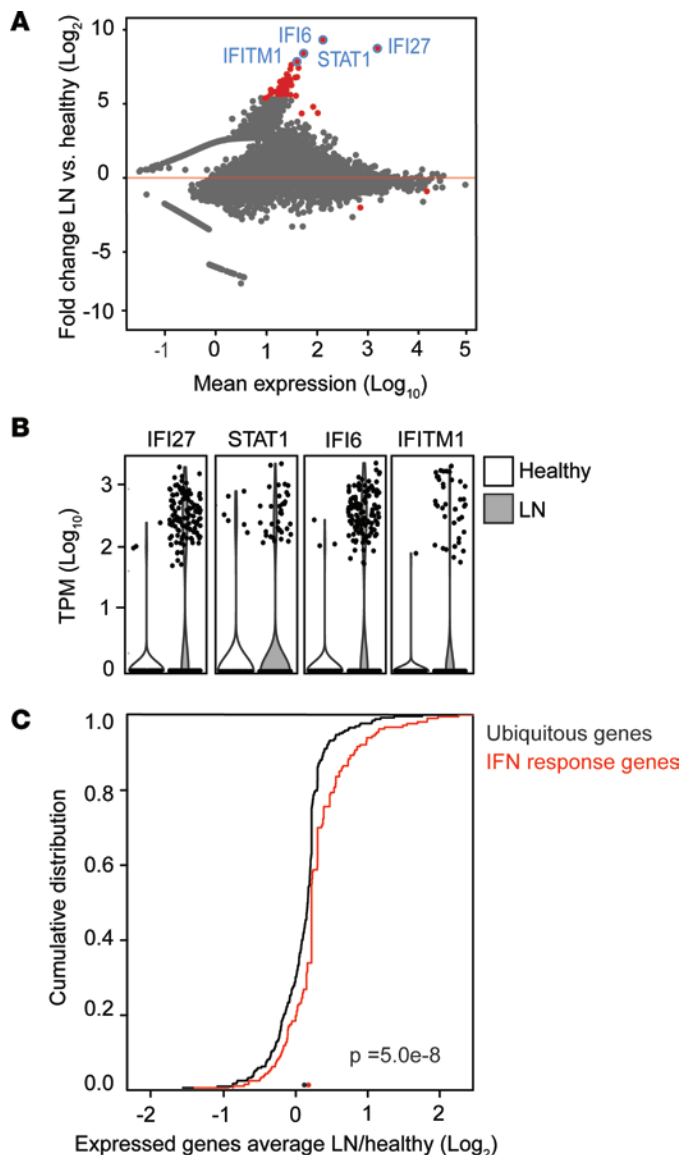 A
10
5
0
-5
-10
Fold change LN vs. healthy (Log2)
IFI6
IFITM1
STAT1
IFI27
-1 0 1 2 3 4 5
Mean expression (Log10)
B
IFI27 STAT1 IFI6 IFITM1
Healthy
LN
3
2
1
0
TPM (Log10)
C
1.0
0.8
0.6
0.4
0.2
0.0
Cumulative distribution
Ubiquitous genes
IFN response genes
p =5.0e-8
-2 -1 0 1 2
Expressed genes average LN/healthy (Log2)